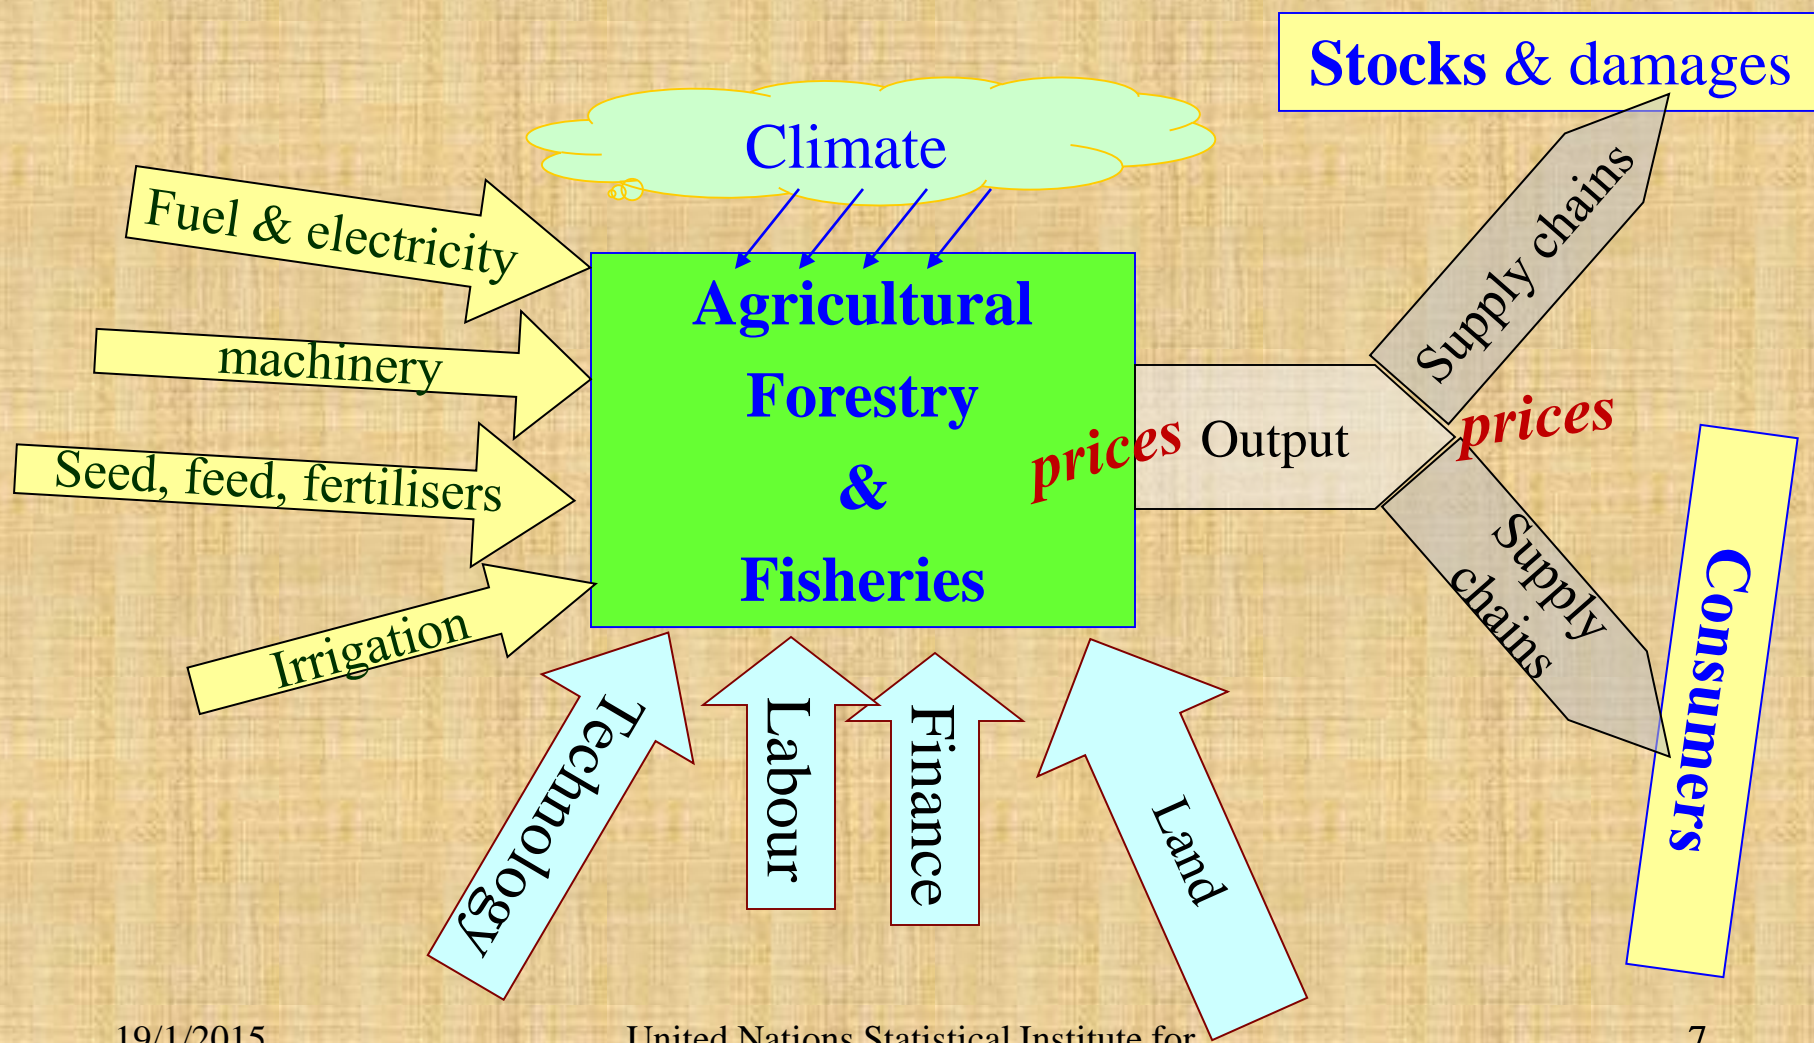 Stocks & damages
Climate
Fuel & electricity
machinery
Seed, feed, fertilisers
Irrigation
Agricultural
Forestry
&
Fisheries
prices
Output
prices
Supply chains
Supply
chains
Consumers
Technology
Labour
Finance
Land
19/1/2015
United Nations Statistical Institute for
7